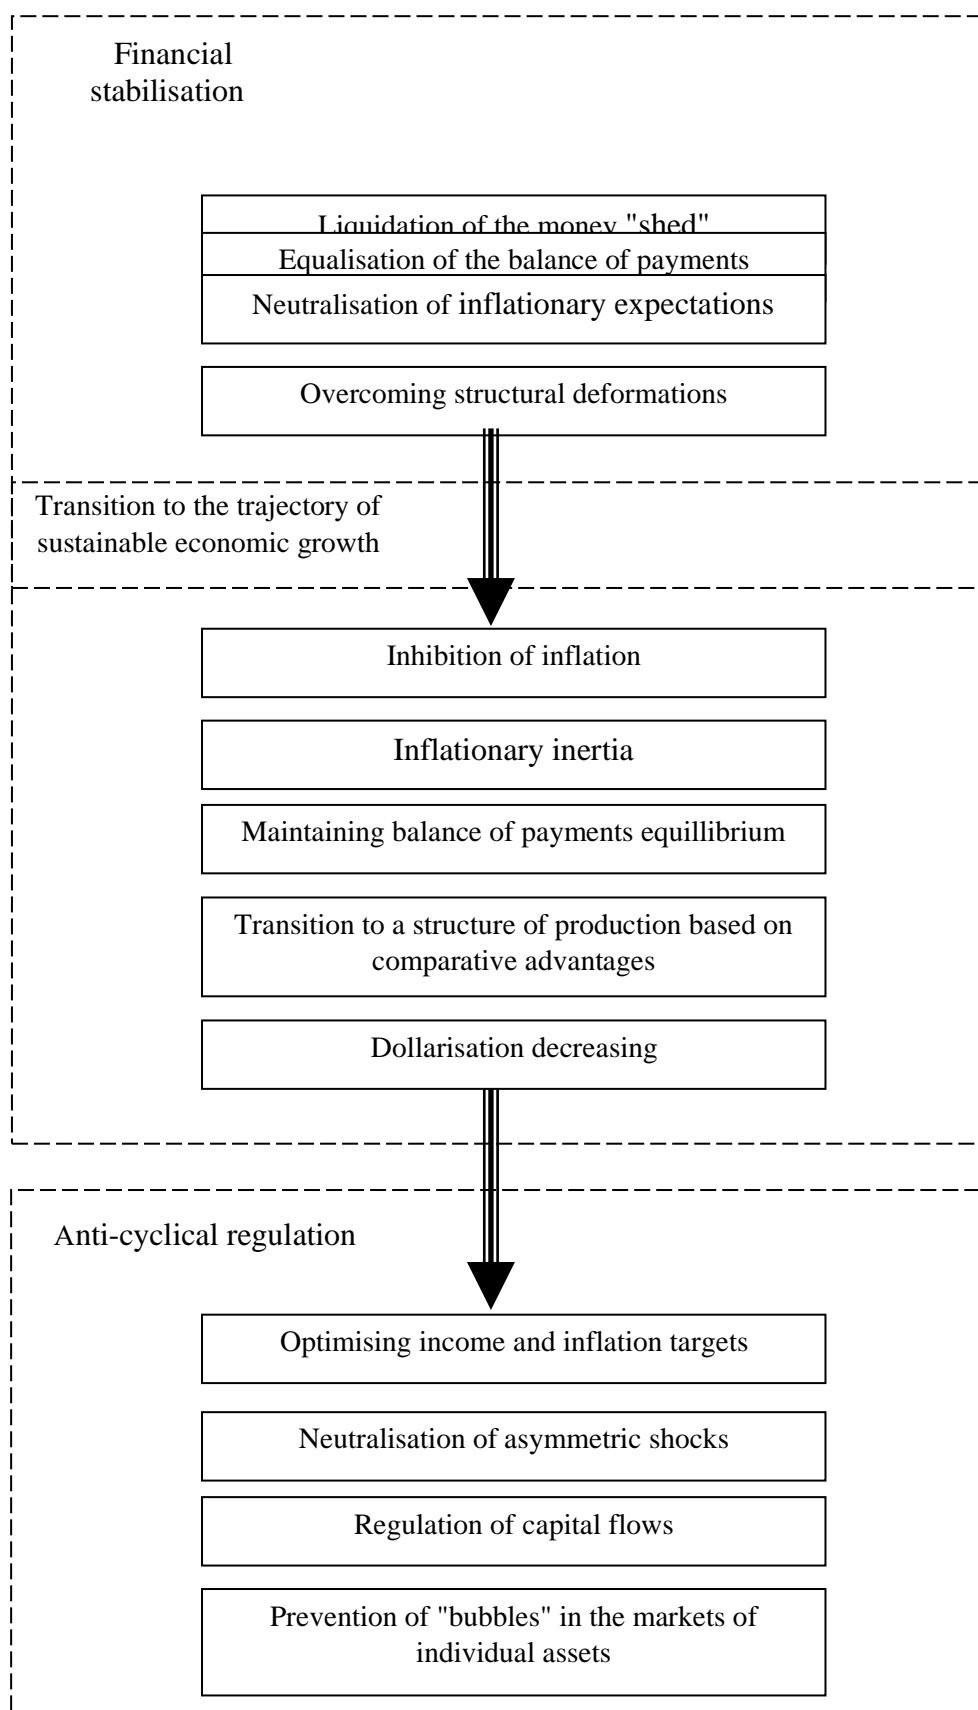 Financial
stabilisation
Liquidation of the money "shed"
Equalisation of the balance of payments
Neutralisation of inflationary expectations
Overcoming structural deformations
Transition to the trajectory of
sustainable economic growth
Inhibition of inflation
Inflationary inertia
Maintaining balance of payments equillibrium
Transition to a structure of production based on
comparative advantages
Dollarisation decreasing
Anti-cyclical regulation
Optimising income and inflation targets
Neutralisation of asymmetric shocks
Regulation of capital flows
Prevention of "bubbles" in the markets of
individual assets